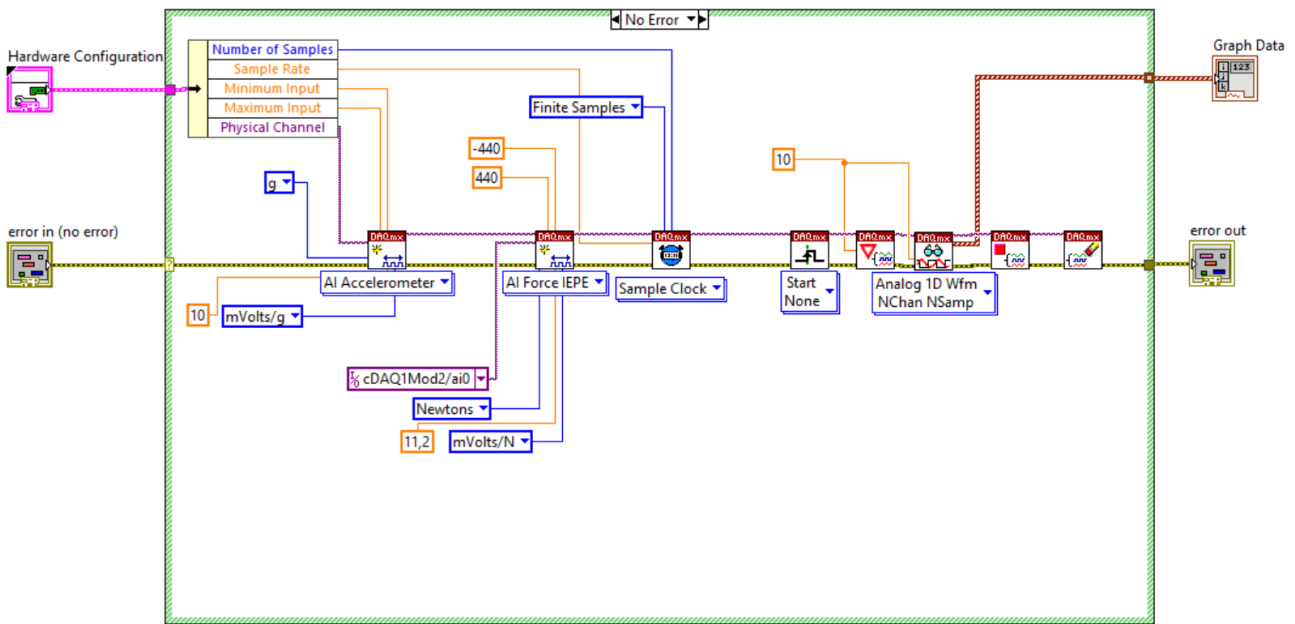 No Error
Hardware Configuration
Graph Data
Number of Samples
Sample Rate
Minimum Input
Maximum Input
Physical Channel
Finite Samples
-440
440
10
g
error in (no error)
error out
DAQmx
DAQmx
DAQmx
DAQmx
DAQmx
DAQmx
DAQmx
DAQmx
AI Accelerometer
AI Force IEPE
Sample Clock
Start
None
Analog 1D Wfm
NChan NSamp
10
mVolts/g
cDAQ1Mod2/ai0
Newtons
11,2
mVolts/N
123